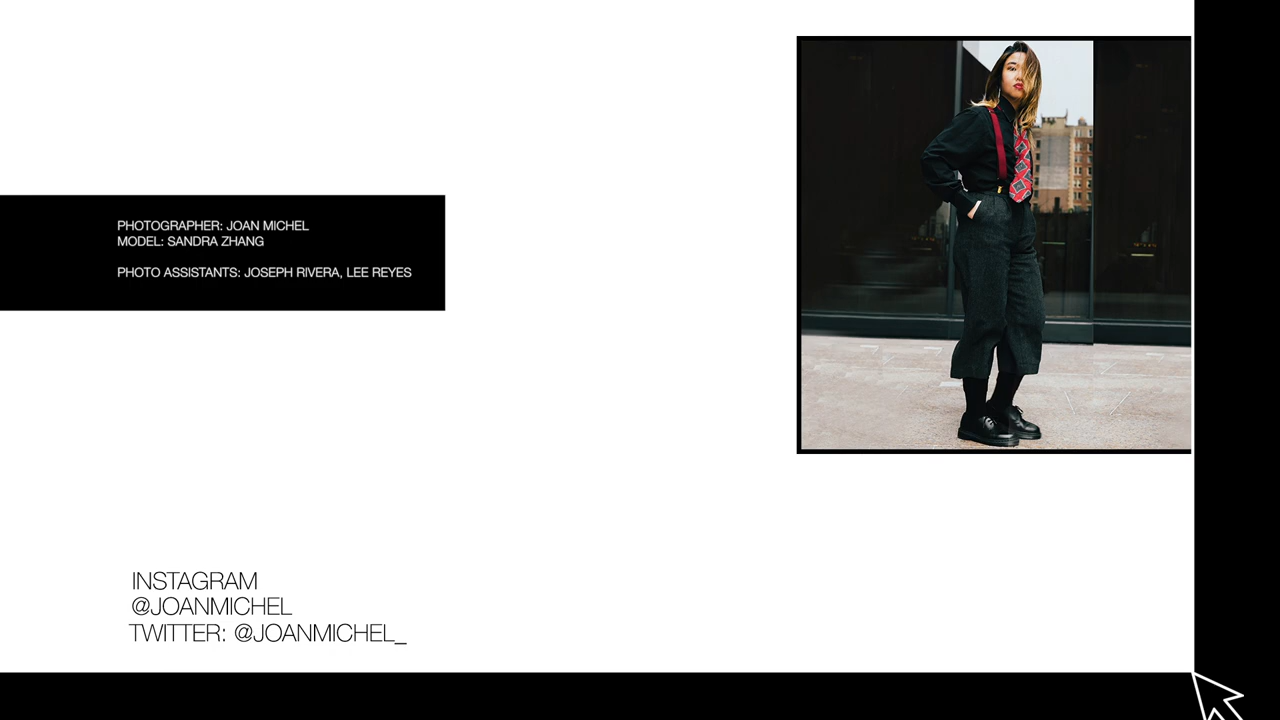 PHOTOGRAPHER: JOAN MICHEL
MODEL: SANDRA ZHANG
PHOTO ASSISTANTS: JOSEPH RIVERA, LEE REYES
INSTAGRAM
@JOANMICHEL
TWITTER: @JOANMICHEL_